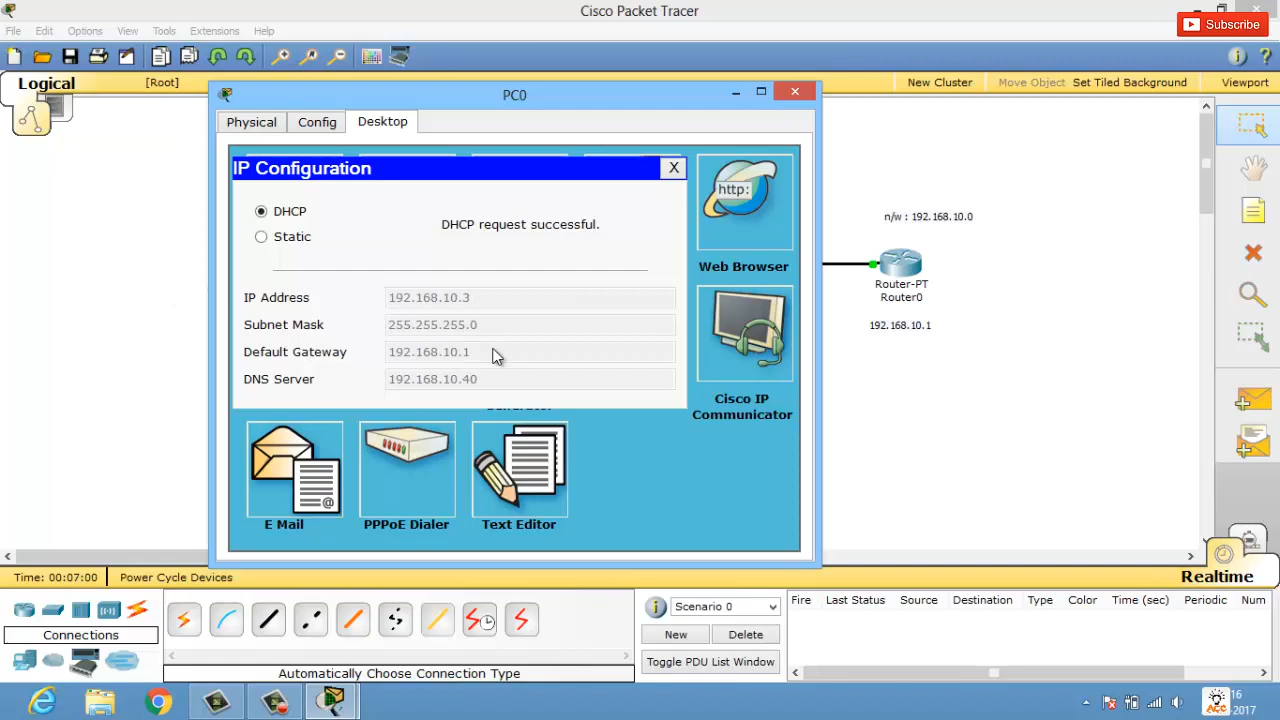 Cisco Packet Tracer
Subscribe
File Edit Options View Tools Extensions Help
Logical
[Root]
New Cluster
Move Object
Set Tiled Background
Viewport
PC0
Physical
Config
Desktop
IP Configuration
X
DHCP
Static
DHCP request successful.
IP Address
192.168.10.3
Subnet Mask
255.255.255.0
Default Gateway
192.168.10.1
DNS Server
192.168.10.40
http:
Web Browser
Cisco IP
Communicator
E Mail
PPPoE Dialer
Text Editor
n/w : 192.168.10.0
Router-PT
Router0
192.168.10.1
Time: 00:07:00
Power Cycle Devices
Realtime
Connections
Automatically Choose Connection Type
Scenario 0
New
Delete
Toggle PDU List Window
Fire Last Status Source Destination Type Color Time (sec) Periodic Num
ACC
16
-2017